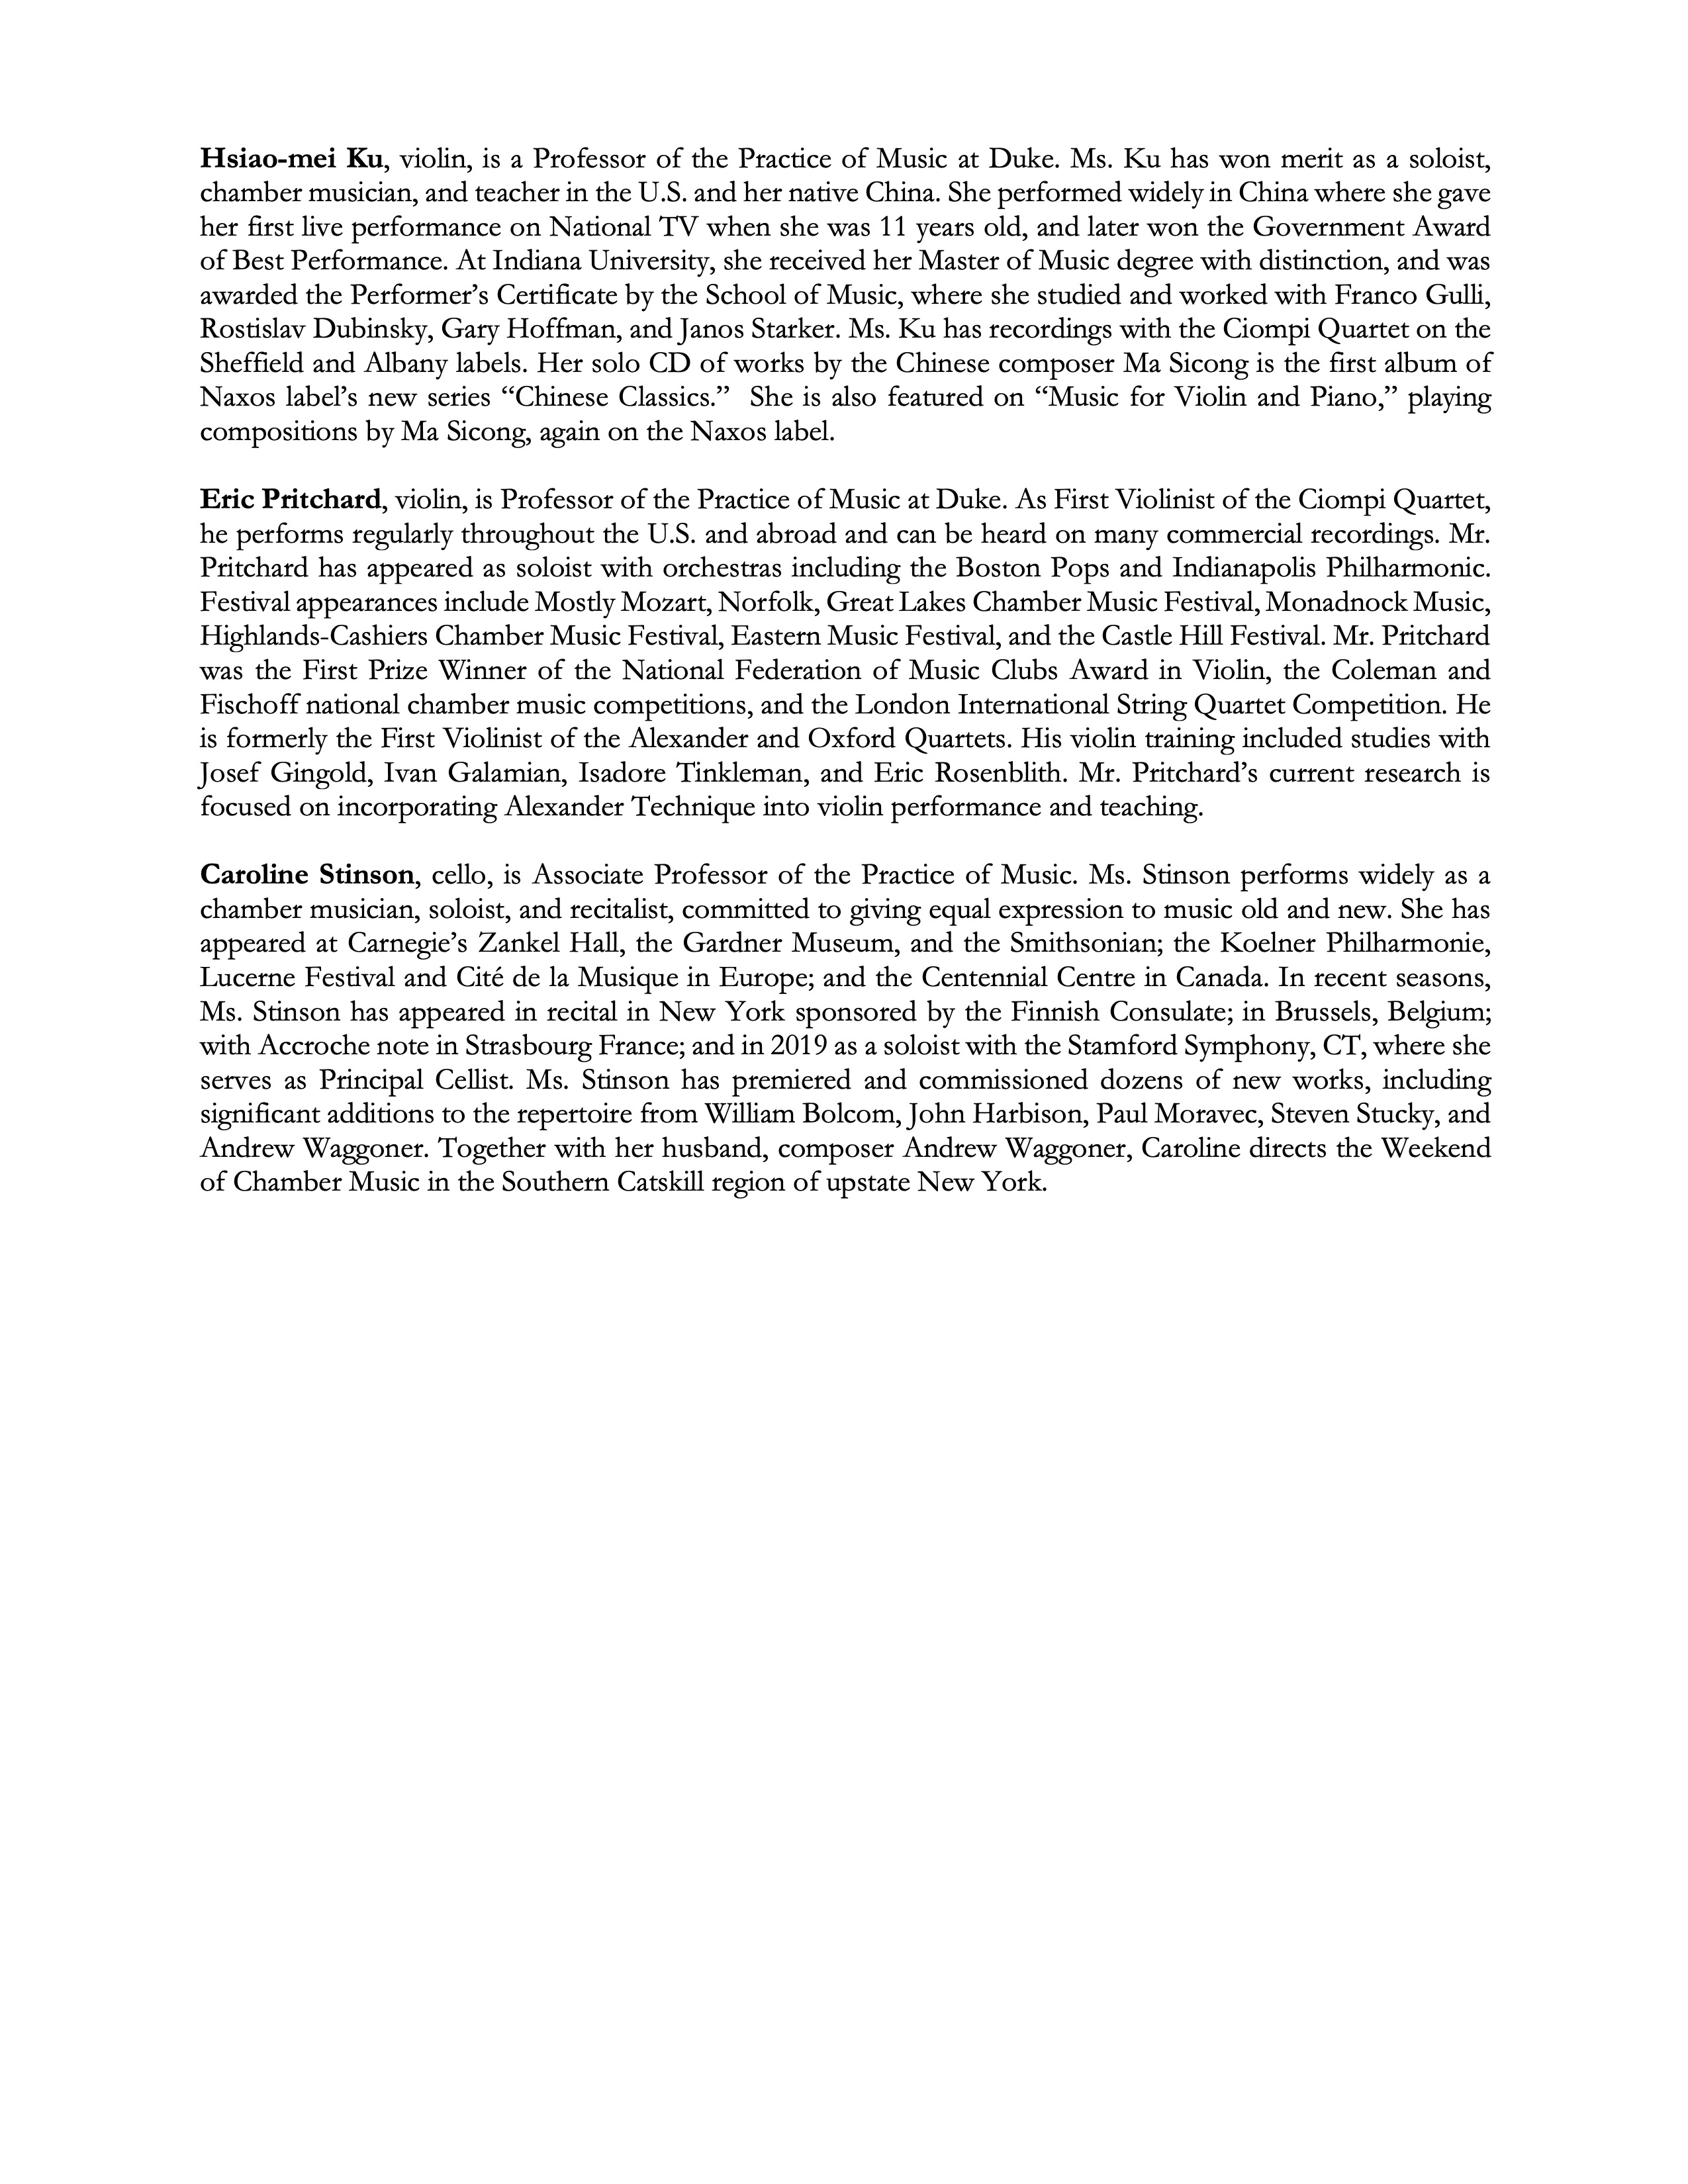 Hsiao-mei Ku, violin, is a Professor of the Practice of Music at Duke. Ms. Ku has won merit as a soloist,
chamber musician, and teacher in the U.S. and her native China. She performed widely in China where she gave
her first live performance on National TV when she was 11 years old, and later won the Government Award
of Best Performance. At Indiana University, she received her Master of Music degree with distinction, and was
awarded the Performer’s Certificate by the School of Music, where she studied and worked with Franco Gulli,
Rostislav Dubinsky, Gary Hoffman, and Janos Starker. Ms. Ku has recordings with the Ciompi Quartet on the
Sheffield and Albany labels. Her solo CD of works by the Chinese composer Ma Sicong is the first album of
Naxos label’s new series “Chinese Classics.”  She is also featured on “Music for Violin and Piano,” playing
compositions by Ma Sicong, again on the Naxos label.
Eric Pritchard, violin, is Professor of the Practice of Music at Duke. As First Violinist of the Ciompi Quartet,
he performs regularly throughout the U.S. and abroad and can be heard on many commercial recordings. Mr.
Pritchard has appeared as soloist with orchestras including the Boston Pops and Indianapolis Philharmonic.
Festival appearances include Mostly Mozart, Norfolk, Great Lakes Chamber Music Festival, Monadnock Music,
Highlands-Cashiers Chamber Music Festival, Eastern Music Festival, and the Castle Hill Festival. Mr. Pritchard
was the First Prize Winner of the National Federation of Music Clubs Award in Violin, the Coleman and
Fischoff national chamber music competitions, and the London International String Quartet Competition. He
is formerly the First Violinist of the Alexander and Oxford Quartets. His violin training included studies with
Josef Gingold, Ivan Galamian, Isadore Tinkleman, and Eric Rosenblith. Mr. Pritchard’s current research is
focused on incorporating Alexander Technique into violin performance and teaching.
Caroline Stinson, cello, is Associate Professor of the Practice of Music. Ms. Stinson performs widely as a
chamber musician, soloist, and recitalist, committed to giving equal expression to music old and new. She has
appeared at Carnegie’s Zankel Hall, the Gardner Museum, and the Smithsonian; the Koelner Philharmonie,
Lucerne Festival and Cité de la Musique in Europe; and the Centennial Centre in Canada. In recent seasons,
Ms. Stinson has appeared in recital in New York sponsored by the Finnish Consulate; in Brussels, Belgium;
with Accroche note in Strasbourg France; and in 2019 as a soloist with the Stamford Symphony, CT, where she
serves as Principal Cellist. Ms. Stinson has premiered and commissioned dozens of new works, including
significant additions to the repertoire from William Bolcom, John Harbison, Paul Moravec, Steven Stucky, and
Andrew Waggoner. Together with her husband, composer Andrew Waggoner, Caroline directs the Weekend
of Chamber Music in the Southern Catskill region of upstate New York.